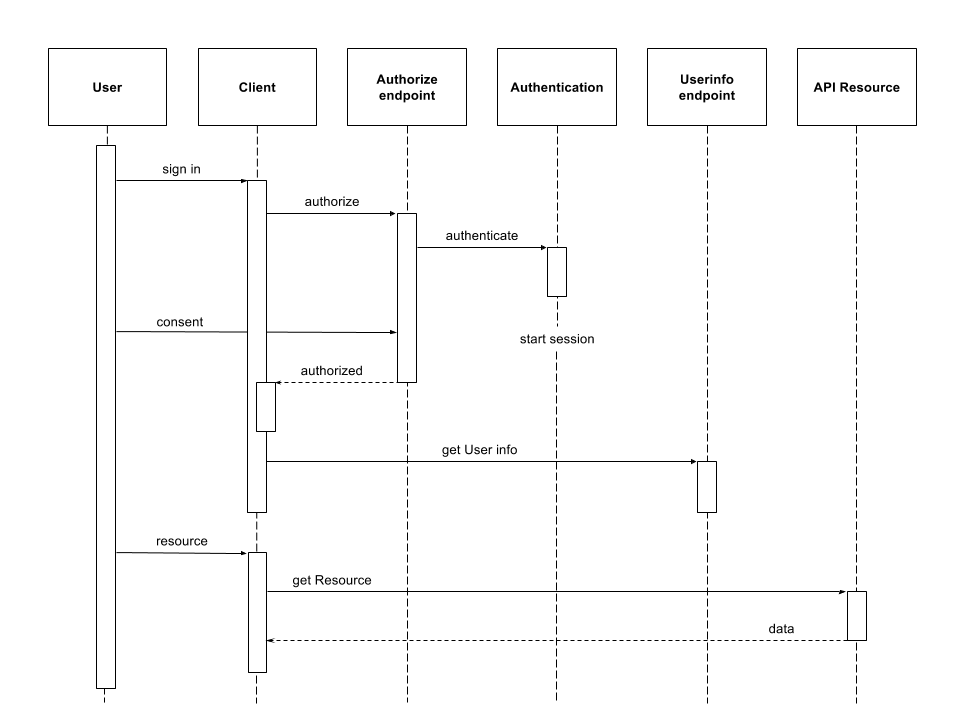 User
Client
Authorize
endpoint
Authentication
Userinfo
endpoint
API Resource
sign in
authorize
authenticate
consent
start session
authorized
get User info
resource
get Resource
data